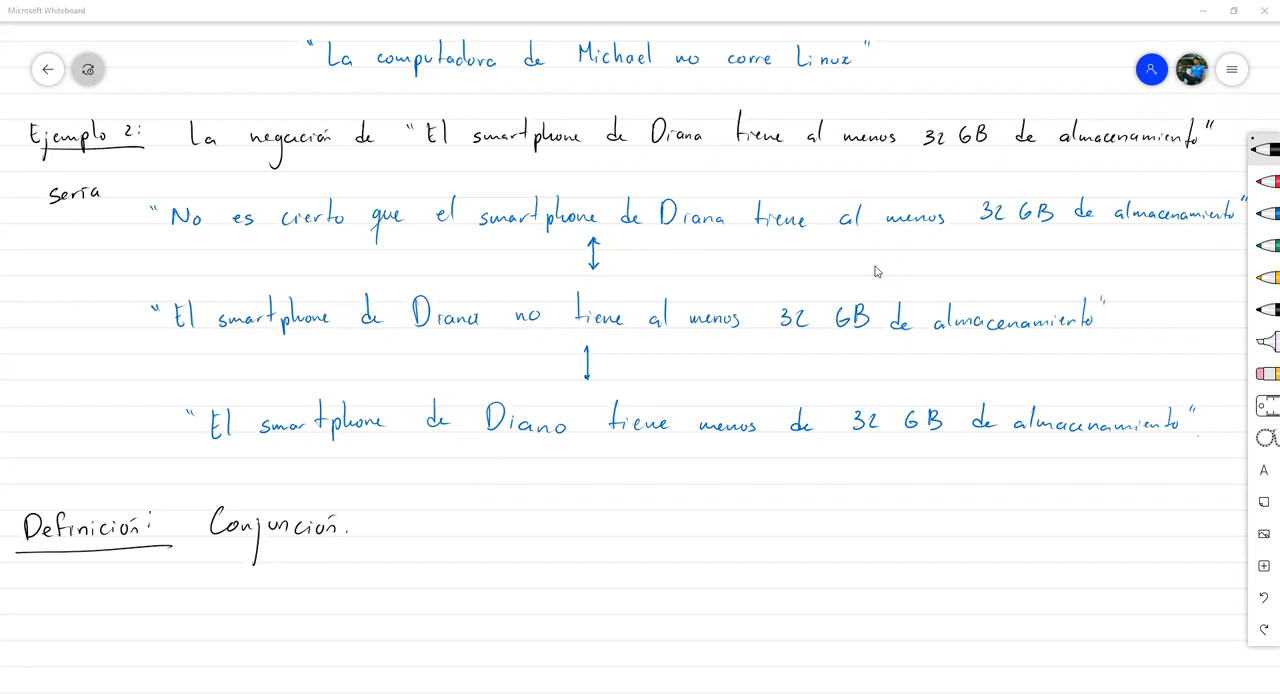 Microsoft Whiteboard
"La computadora de Michael no corre Linux"
Ejemplo 2: La negación de "El smartphone de Diana tiene al menos 32 GB de almacenamiento"
sería
"No es cierto que el smartphone de Diana tiene al menos 32 GB de almacenamiento"
"El smartphone de Diana no tiene al menos 32 GB de almacenamiento"
"El smartphone de Diana tiene menos de 32 GB de almacenamiento".
Definición: Conjunción.